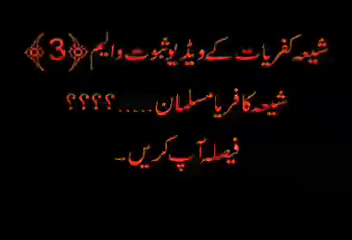 شیعہ کفریات کے ویڈیو ثبوت والیم ﴿3﴾
شیعہ کافر یا مسلمان.....؟؟؟؟
فیصلہ آپ کریں۔